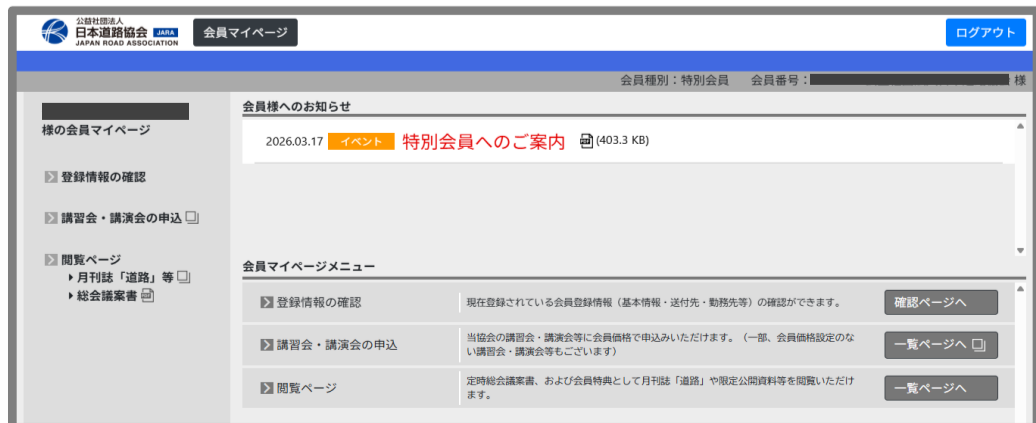 公益社団法人
日本道路協会 JARA
JAPAN ROAD ASSOCIATION
会員マイページ
ログアウト
会員種別：特別会員 会員番号： 様
様の会員マイページ
登録情報の確認
講習会・講演会の申込
閲覧ページ
月刊誌「道路」等
総会議案書
会員様へのお知らせ
2026.03.17 イベント 特別会員へのご案内 (403.3 KB)
会員マイページメニュー
登録情報の確認 現在登録されている会員登録情報（基本情報・送付先・勤務先等）の確認ができます。 確認ページへ
講習会・講演会の申込 当協会の講習会・講演会等に会員価格で申込みいただけます。（一部、会員価格設定のな
い講習会・講演会等もございます） 一覧ページへ
閲覧ページ 定時総会議案書、および会員特典として月刊誌「道路」や限定公開資料等を閲覧いただけ
ます。 一覧ページへ